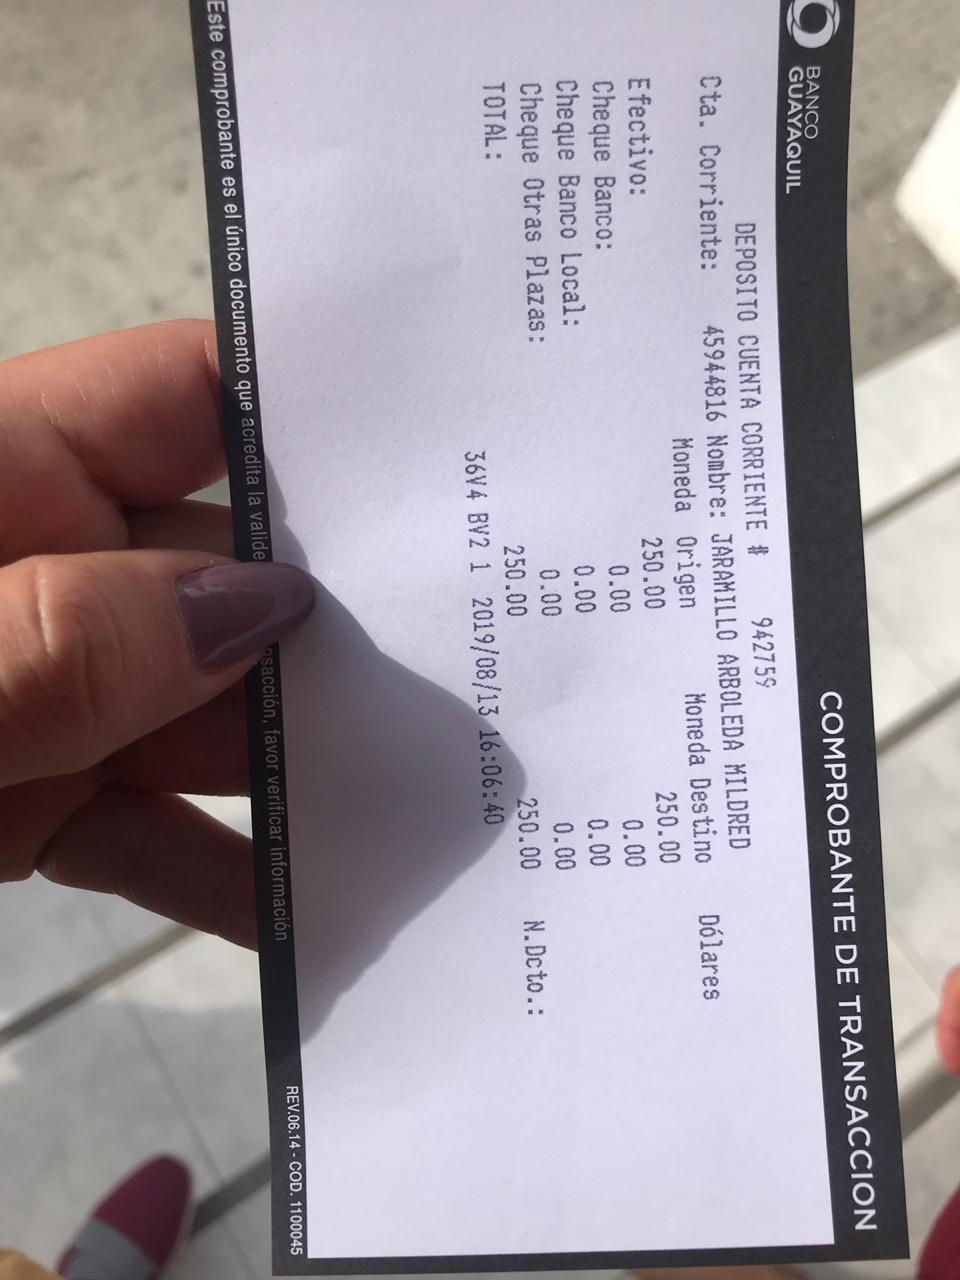 BANCO
GUAYAQUIL
COMPROBANTE DE TRANSACCION
DEPOSITO CUENTA CORRIENTE # 942759
Cta. Corriente: 45944816 Nombre: JARAMILLO ARBOLEDA MILDRED
Moneda Origen Moneda Destino Dólares
Efectivo: 250.00 250.00
Cheque Banco: 0.00 0.00
Cheque Banco Local: 0.00 0.00
Cheque Otras Plazas: 0.00 0.00
TOTAL: 250.00 250.00 N.Dcto.:
36V4 BV2 1 2019/08/13 16:06:40
REV.06.14 - COD. 1100045
Este comprobante es el único documento que acredita la valide nsacción, favor verificar información